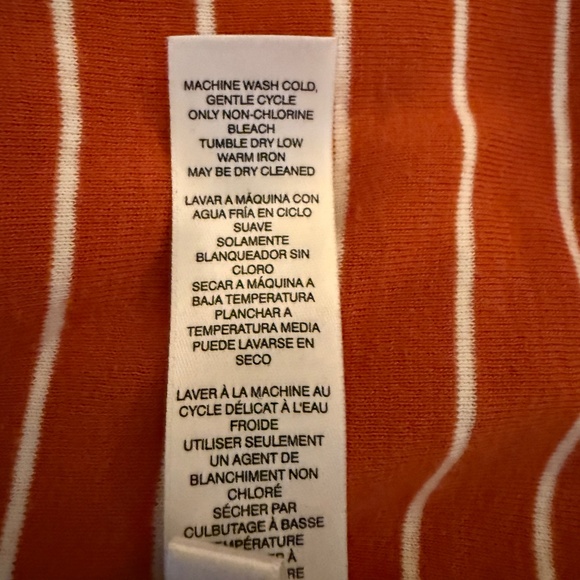 MACHINE WASH COLD,
GENTLE CYCLE
ONLY NON-CHLORINE
BLEACH
TUMBLE DRY LOW
WARM IRON
MAY BE DRY CLEANED
LAVAR A MÁQUINA CON
AGUA FRÍA EN CICLO
SUAVE
SOLAMENTE
BLANQUEADOR SIN
CLORO
SECAR A MÁQUINA A
BAJA TEMPERATURA
PLANCHAR A
TEMPERATURA MEDIA
PUEDE LAVARSE EN
SECO
LAVER À LA MACHINE AU
CYCLE DÉLICAT À L'EAU
FROIDE
UTILISER SEULEMENT
UN AGENT DE
BLANCHIMENT NON
CHLORÉ
SÉCHER PAR
CULBUTAGE À BASSE
À